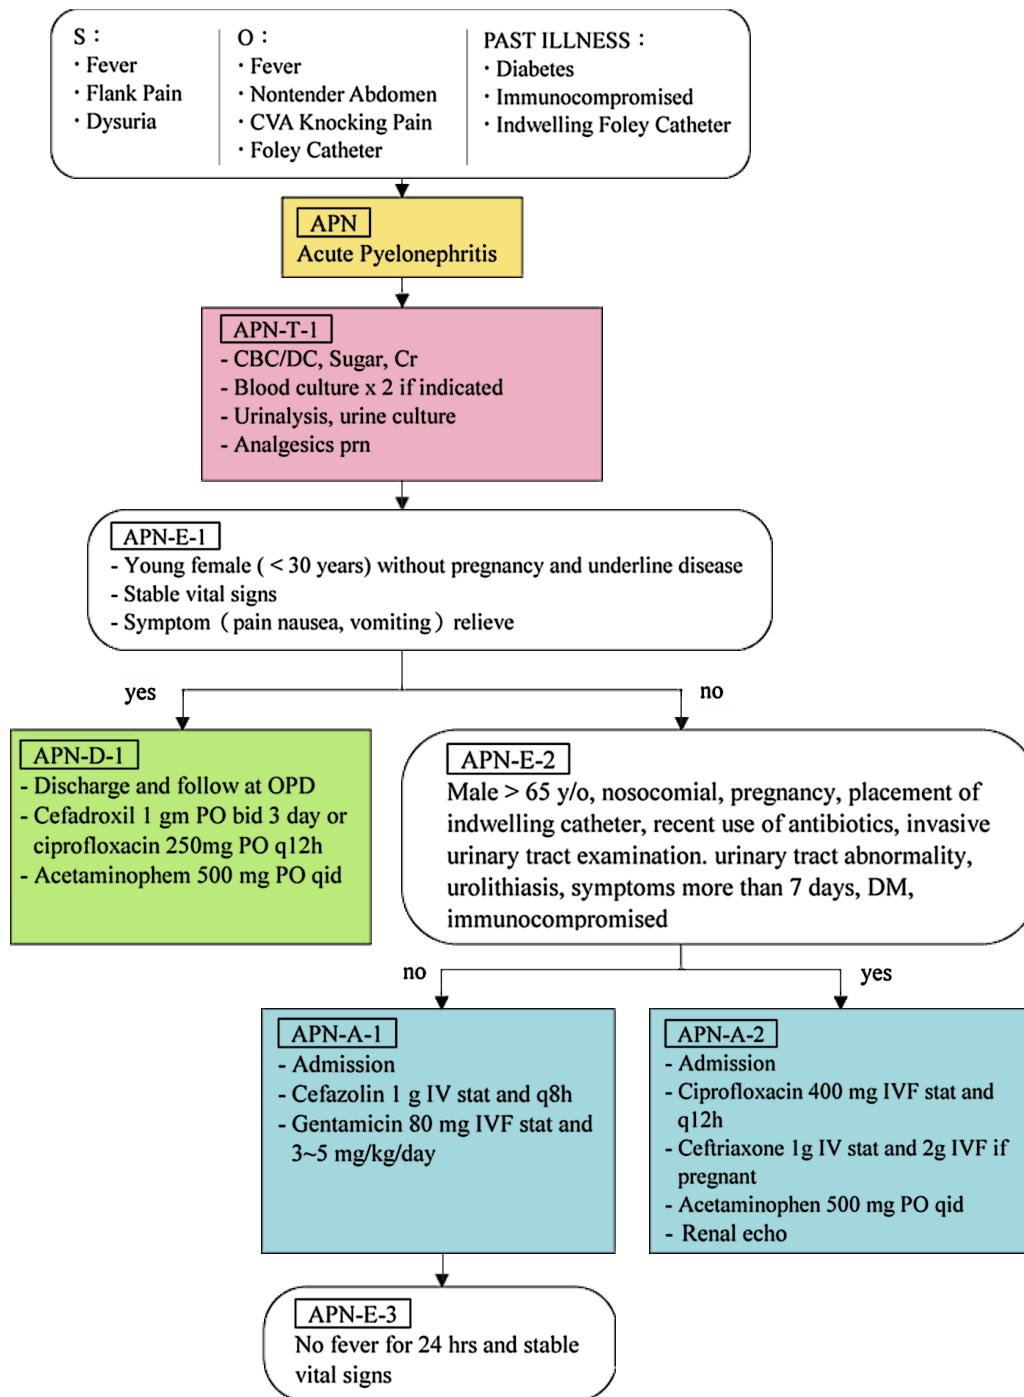 S：
· Fever
· Flank Pain
· Dysuria
O：
· Fever
· Nontender Abdomen
· CVA Knocking Pain
· Foley Catheter
PAST ILLNESS：
· Diabetes
· Immunocompromised
· Indwelling Foley Catheter
APN
Acute Pyelonephritis
APN-T-1
- CBC/DC, Sugar, Cr
- Blood culture x 2 if indicated
- Urinalysis, urine culture
- Analgesics prn
APN-E-1
- Young female ( < 30 years) without pregnancy and underline disease
- Stable vital signs
- Symptom（pain nausea, vomiting）relieve
yes
no
APN-D-1
- Discharge and follow at OPD
- Cefadroxil 1 gm PO bid 3 day or
ciprofloxacin 250mg PO q12h
- Acetaminophem 500 mg PO qid
APN-E-2
Male > 65 y/o, nosocomial, pregnancy, placement of
indwelling catheter, recent use of antibiotics, invasive
urinary tract examination. urinary tract abnormality,
urolithiasis, symptoms more than 7 days, DM,
immunocompromised
no
yes
APN-A-1
- Admission
- Cefazolin 1 g IV stat and q8h
- Gentamicin 80 mg IVF stat and
3~5 mg/kg/day
APN-A-2
- Admission
- Ciprofloxacin 400 mg IVF stat and
q12h
- Ceftriaxone 1g IV stat and 2g IVF if
pregnant
- Acetaminophen 500 mg PO qid
- Renal echo
APN-E-3
No fever for 24 hrs and stable
vital signs